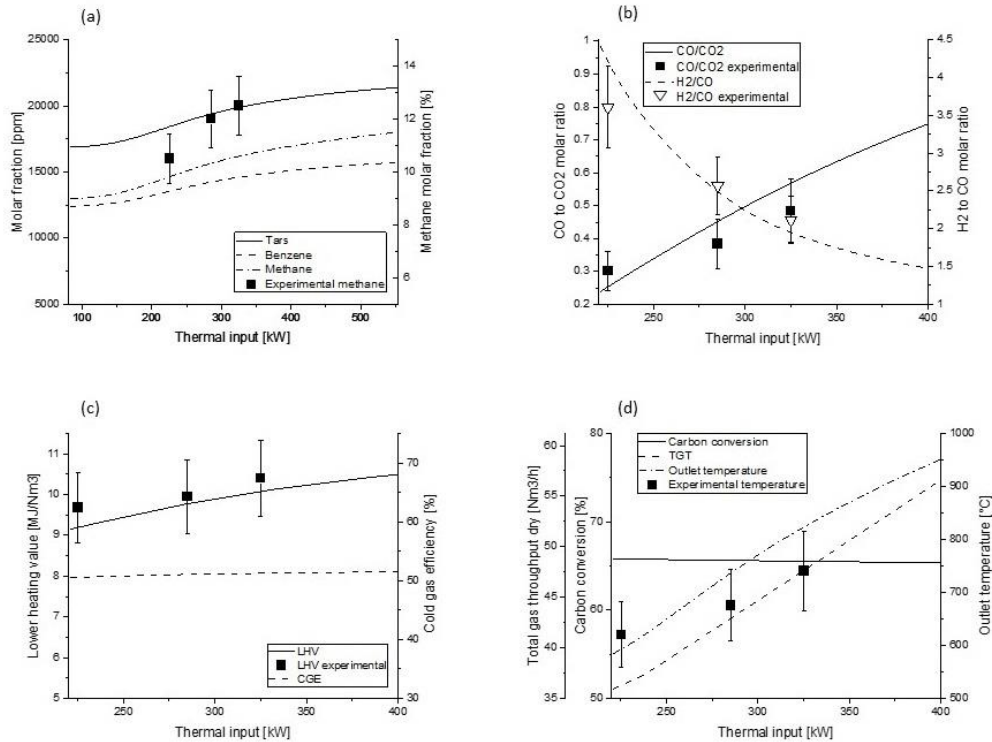 (a)
25000
20000
15000
10000
5000
Molar fraction [ppm]
14
12
10
8
6
Methane molar fraction [%]
Tars
Benzene
Methane
Experimental methane
100 200 300 400 500
Thermal input [kW]
(b)
1
0.9
0.8
0.7
0.6
0.5
0.4
0.3
0.2
CO to CO2 molar ratio
4.5
4
3.5
3
2.5
2
1.5
1
H2 to CO molar ratio
CO/CO2
CO/CO2 experimental
H2/CO
H2/CO experimental
250 300 350 400
Thermal input [kW]
(c)
11
10
9
8
7
6
5
Lower heating value [MJ/Nm3]
70
60
50
40
30
Cold gas efficiency [%]
LHV
LHV experimental
CGE
250 300 350 400
Thermal input [kW]
(d)
60
55
50
45
40
35
Total gas throughput dry [Nm3/h]
80
70
60
50
Carbon conversion [%]
1000
900
800
700
600
500
Outlet temperature [°C]
Carbon conversion
TGT
Outlet temperature
Experimental temperature
250 300 350 400
Thermal input [kW]